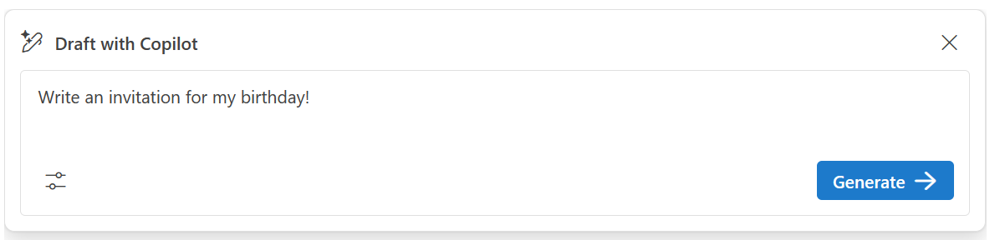 Draft with Copilot
Write an invitation for my birthday!
Generate